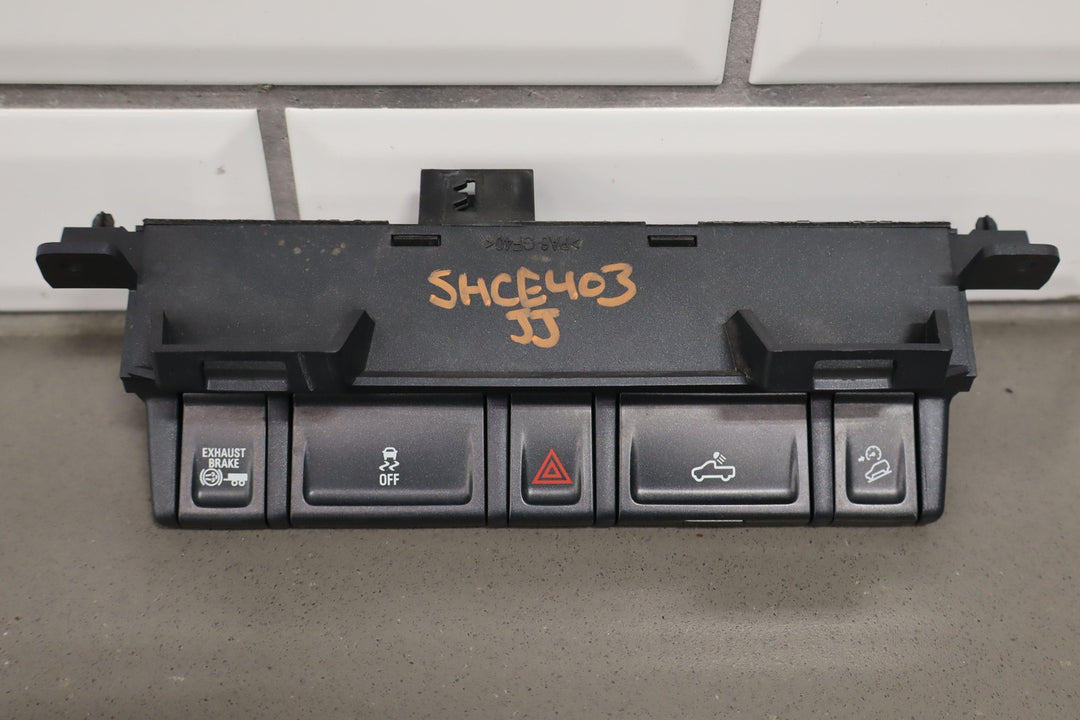 >PA6-GF40<
SHCE403
JJ
EXHAUST
BRAKE
OFF